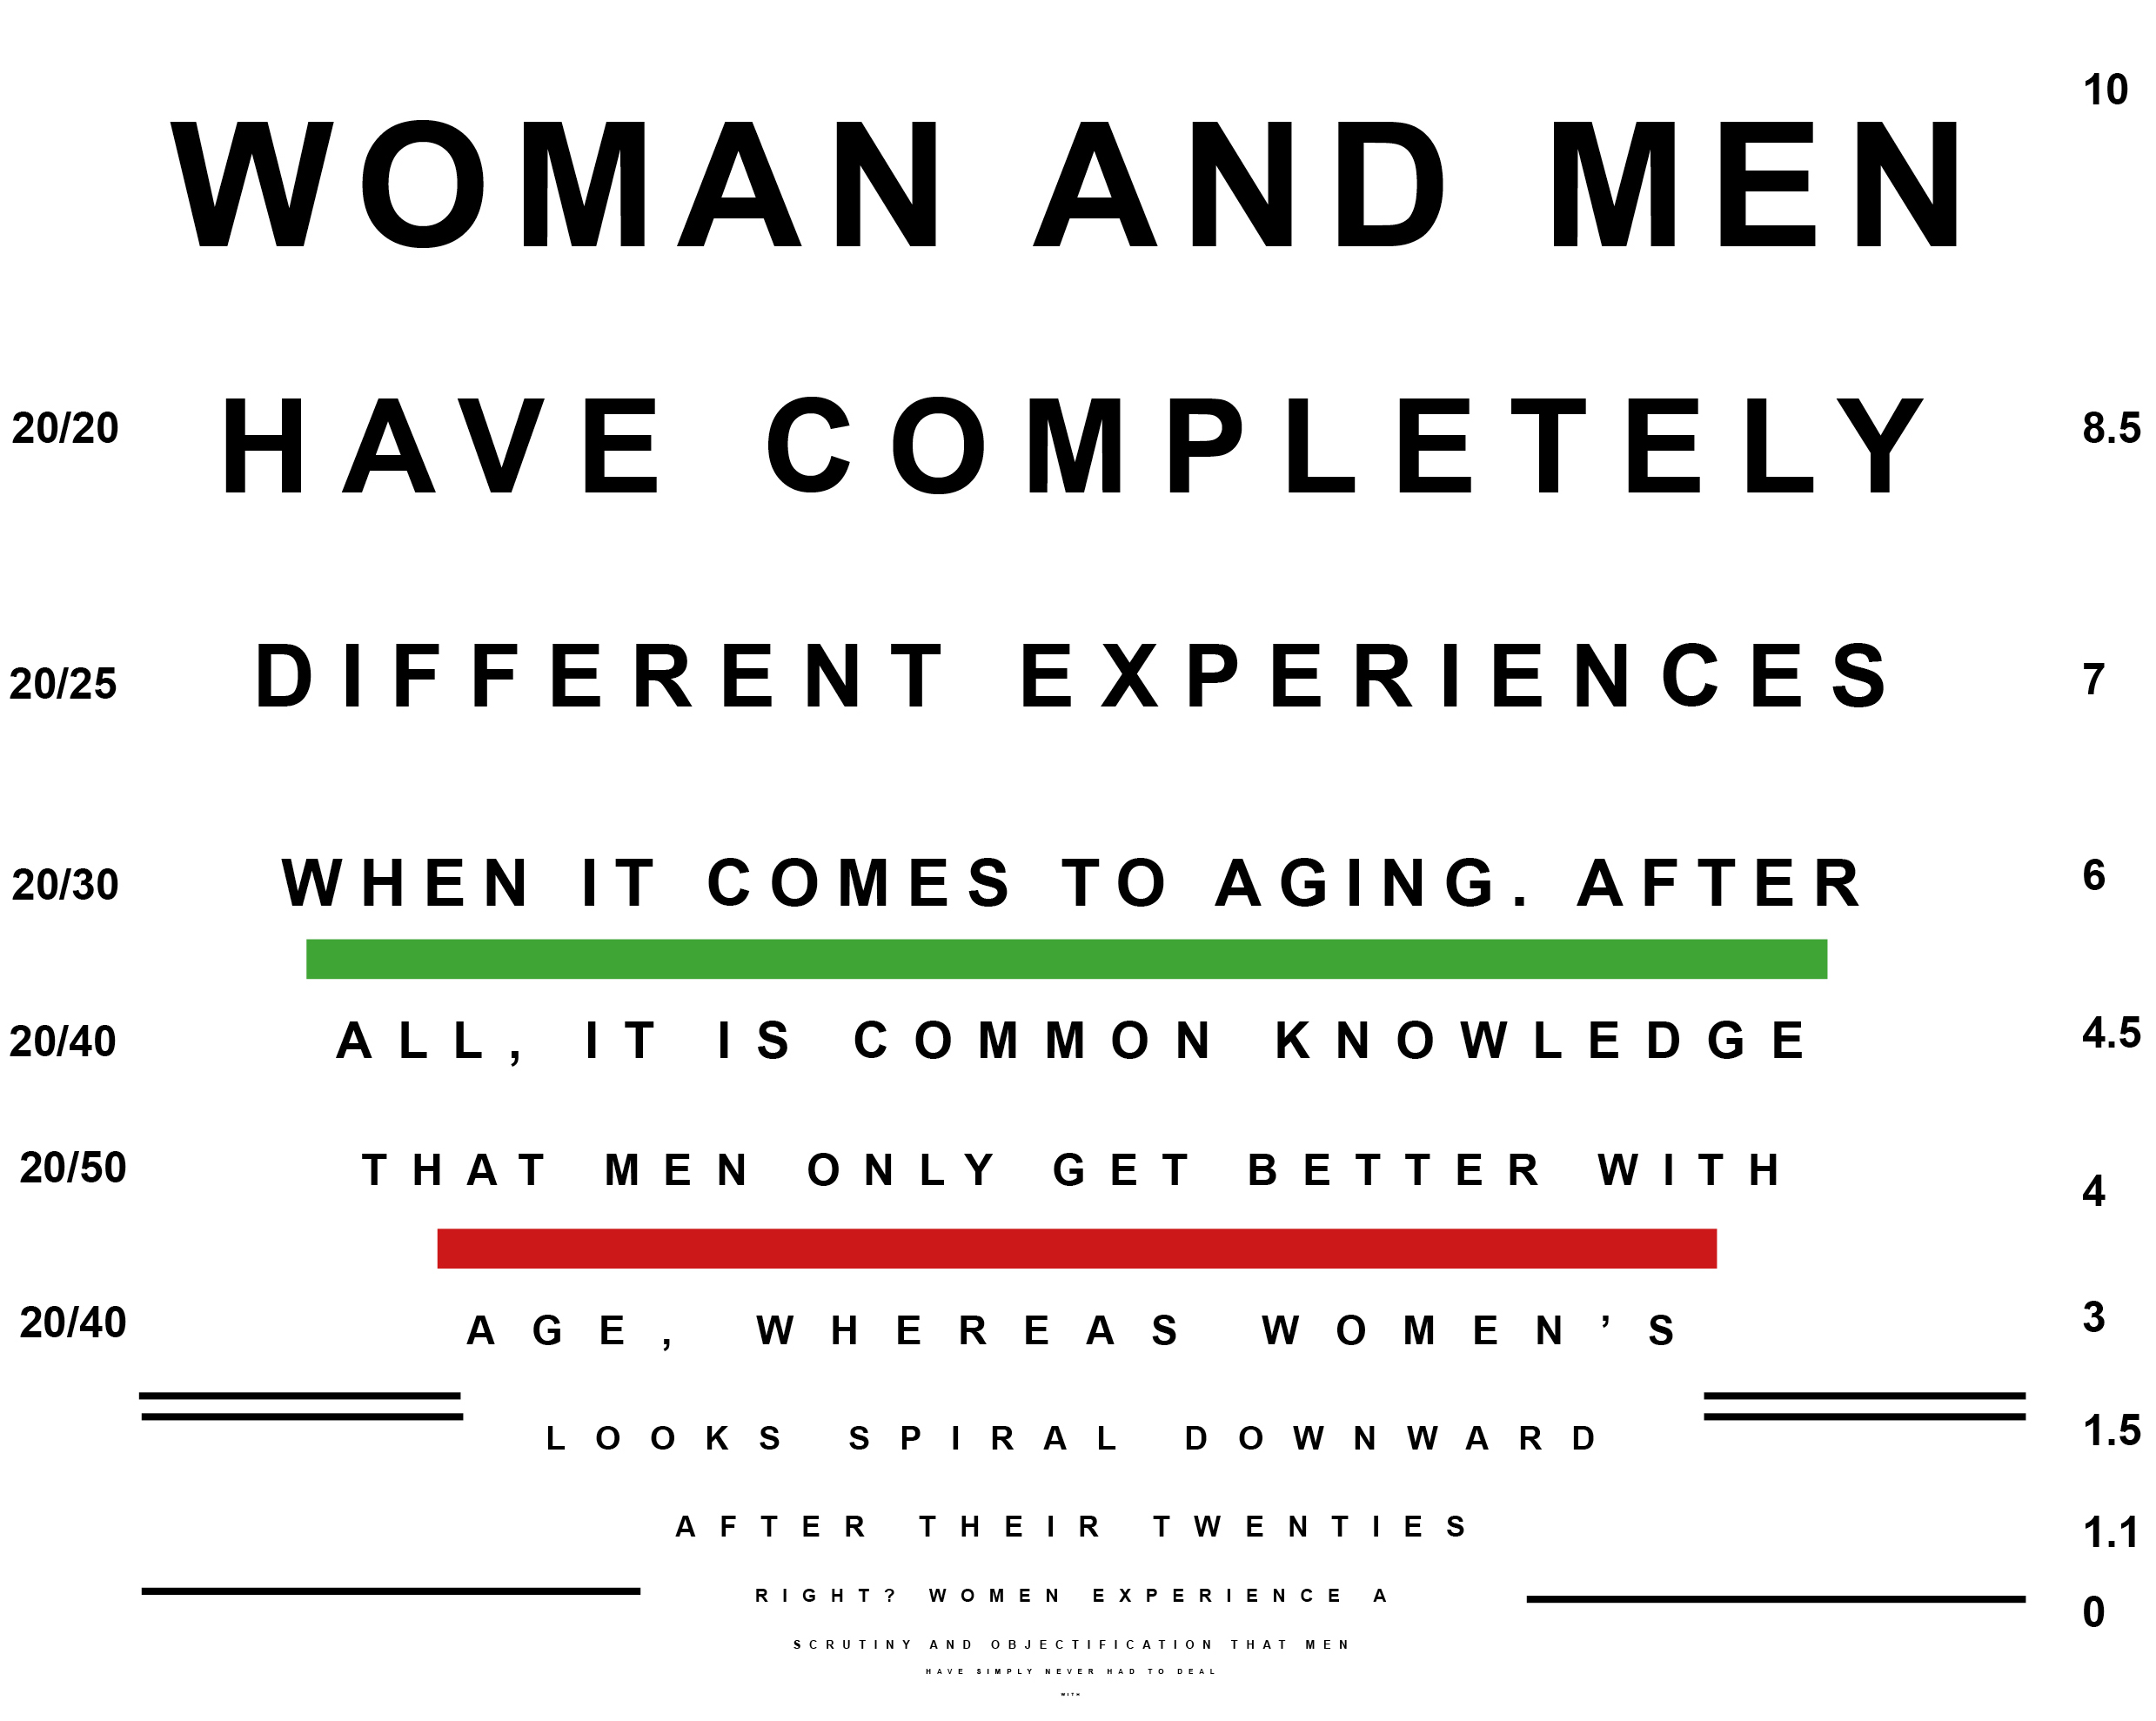 10
WOMAN AND MEN
20/20 HAVE COMPLETELY 8.5
20/25 DIFFERENT EXPERIENCES 7
20/30 WHEN IT COMES TO AGING. AFTER 6
20/40 ALL, IT IS COMMON KNOWLEDGE 4.5
20/50 THAT MEN ONLY GET BETTER WITH 4
20/40 AGE, WHEREAS WOMEN’S 3
LOOKS SPIRAL DOWNWARD 1.5
AFTER THEIR TWENTIES 1.1
RIGHT? WOMEN EXPERIENCE A 0
SCRUTINY AND OBJECTIFICATION THAT MEN
HAVE SIMPLY NEVER HAD TO DEAL
WITH